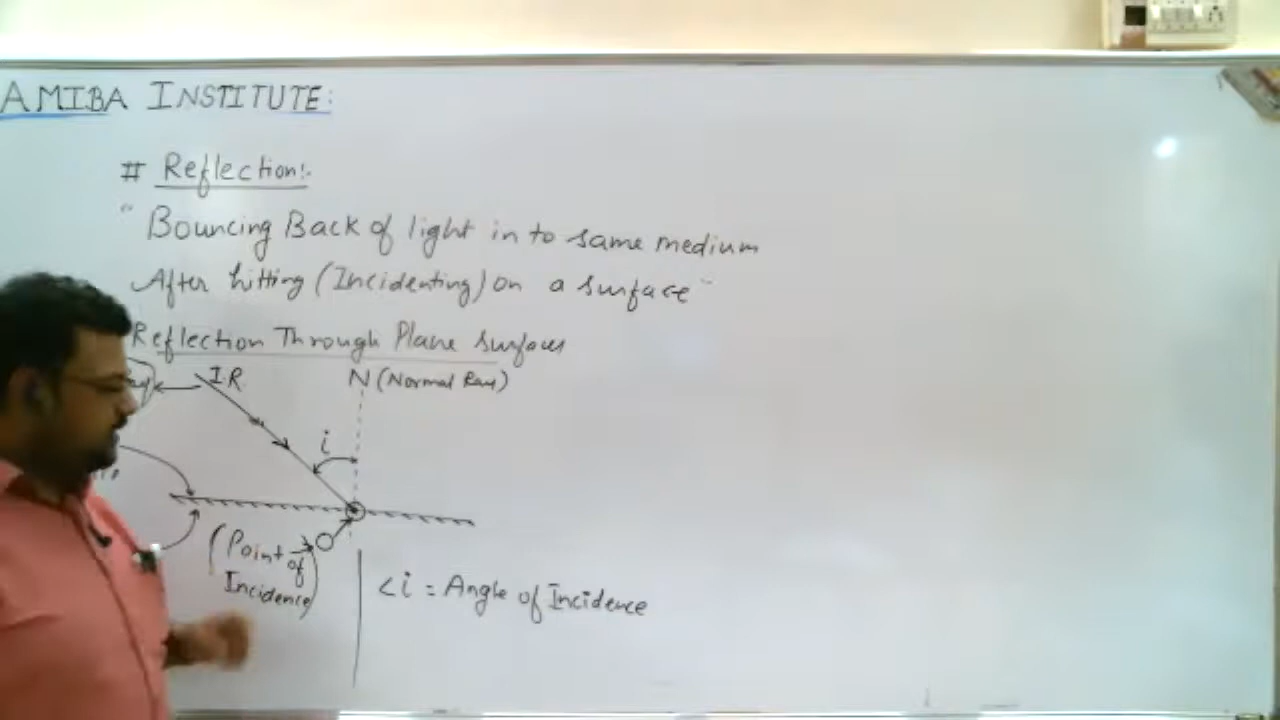 AMIBA INSTITUTE:
# Reflection:-
"Bouncing Back of light in to same medium
After hitting (Incidenting) on a surface"
Reflection Through Plane surfaces
I.R.
N (Normal Ray)
i
(Point of
Incidence)
<i = Angle of Incidence